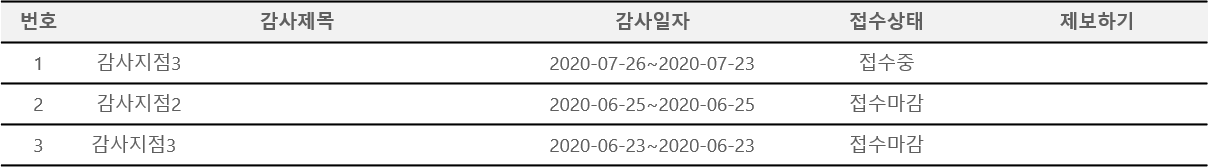 번호 감사제목 감사일자 접수상태 제보하기
1 감사지점3 2020-07-26~2020-07-23 접수중
2 감사지점2 2020-06-25~2020-06-25 접수마감
3 감사지점3 2020-06-23~2020-06-23 접수마감